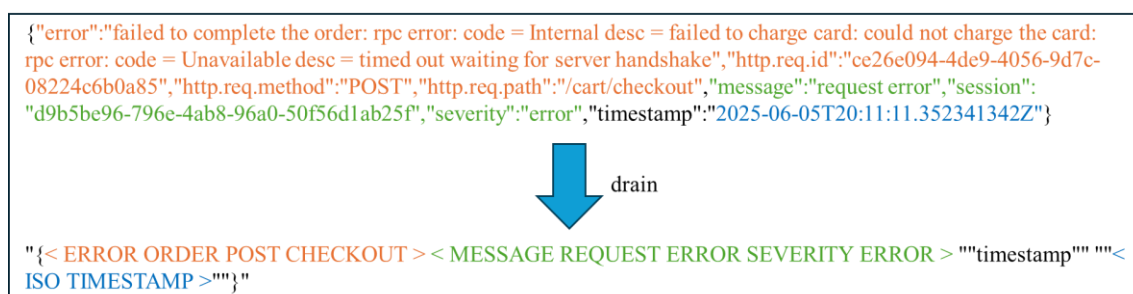 {"error":"failed to complete the order: rpc error: code = Internal desc = failed to charge card: could not charge the card:
rpc error: code = Unavailable desc = timed out waiting for server handshake","http.req.id":"ce26e094-4de9-4056-9d7c-
08224c6b0a85","http.req.method":"POST","http.req.path":"/cart/checkout","message":"request error","session":
"d9b5be96-796e-4ab8-96a0-50f56d1ab25f","severity":"error","timestamp":"2025-06-05T20:11:11.352341342Z"}
drain
"{< ERROR ORDER POST CHECKOUT > < MESSAGE REQUEST ERROR SEVERITY ERROR > ""timestamp"" ""<
ISO TIMESTAMP >""}"